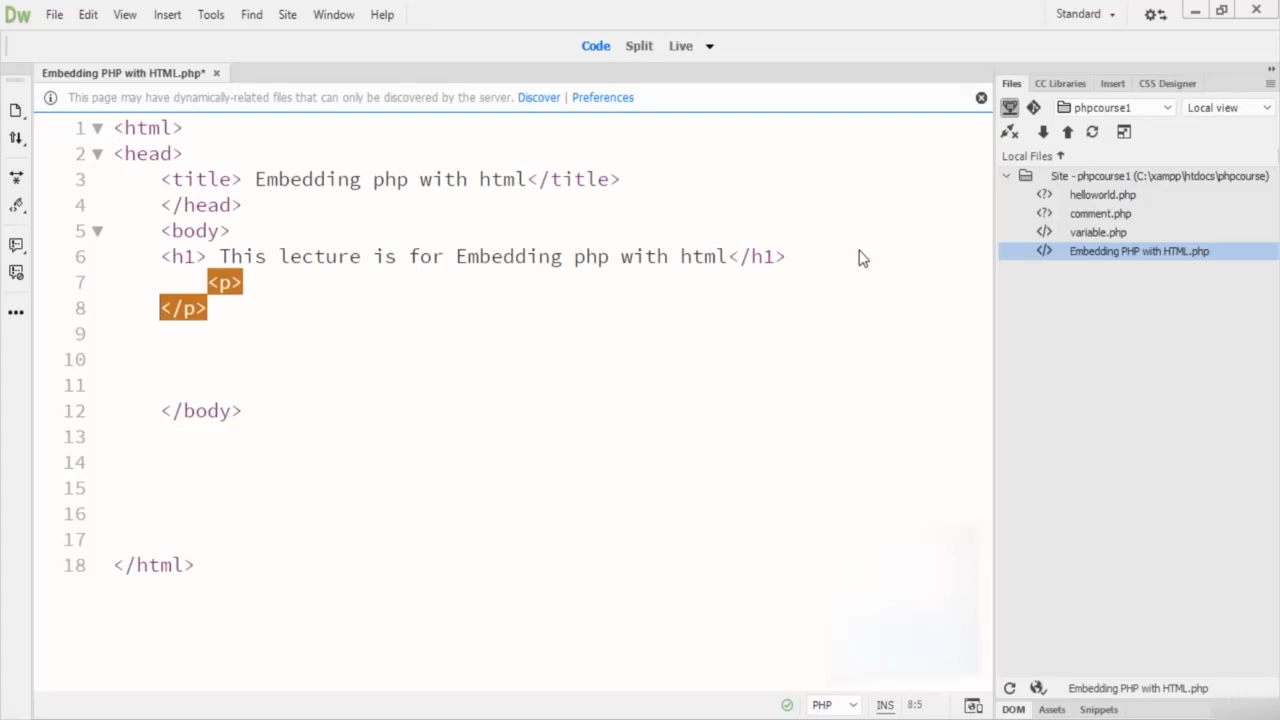 Dw File Edit View Insert Tools Find Site Window Help Standard
Code Split Live
Embedding PHP with HTML.php*
This page may have dynamically-related files that can only be discovered by the server. Discover | Preferences
1 <html>
2 <head>
3 <title> Embedding php with html</title>
4 </head>
5 <body>
6 <h1> This lecture is for Embedding php with html</h1>
7 <p>
8 </p>
9
10
11
12 </body>
13
14
15
16
17
18 </html>
PHP INS 8:5
Files CC Libraries Insert CSS Designer
phpcourse1 Local view
Local Files
Site - phpcourse1 (C:\xampp\htdocs\phpcourse)
helloworld.php
comment.php
variable.php
Embedding PHP with HTML.php
Embedding PHP with HTML.php
DOM Assets Snippets